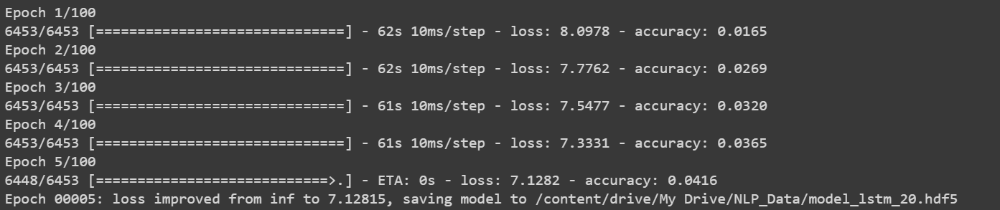 Epoch 1/100
6453/6453 [==============================] - 62s 10ms/step - loss: 8.0978 - accuracy: 0.0165
Epoch 2/100
6453/6453 [==============================] - 62s 10ms/step - loss: 7.7762 - accuracy: 0.0269
Epoch 3/100
6453/6453 [==============================] - 61s 10ms/step - loss: 7.5477 - accuracy: 0.0320
Epoch 4/100
6453/6453 [==============================] - 61s 10ms/step - loss: 7.3331 - accuracy: 0.0365
Epoch 5/100
6448/6453 [============================>.] - ETA: 0s - loss: 7.1282 - accuracy: 0.0416
Epoch 00005: loss improved from inf to 7.12815, saving model to /content/drive/My Drive/NLP_Data/model_lstm_20.hdf5